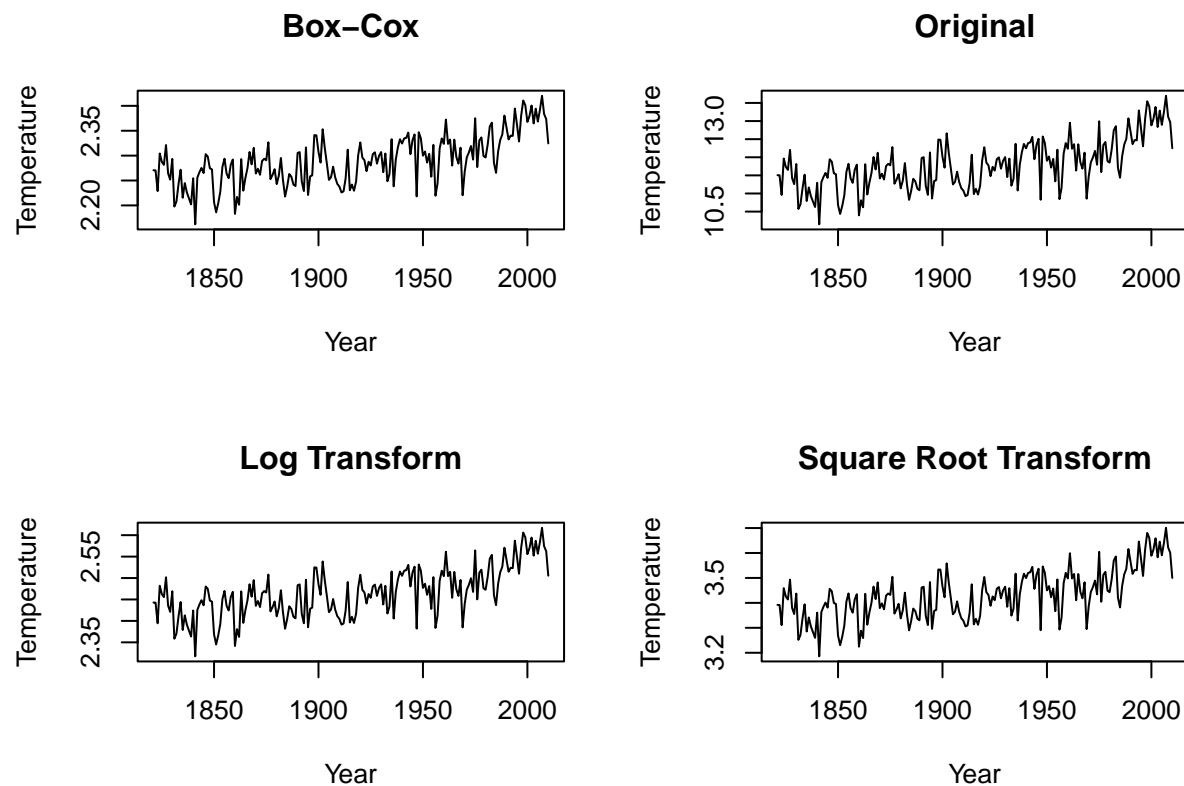 Box−Cox
Temperature
2.20
2.35
1850 1900 1950 2000
Year
Original
Temperature
10.5
13.0
1850 1900 1950 2000
Year
Log Transform
Temperature
2.35
2.55
1850 1900 1950 2000
Year
Square Root Transform
Temperature
3.2
3.5
1850 1900 1950 2000
Year